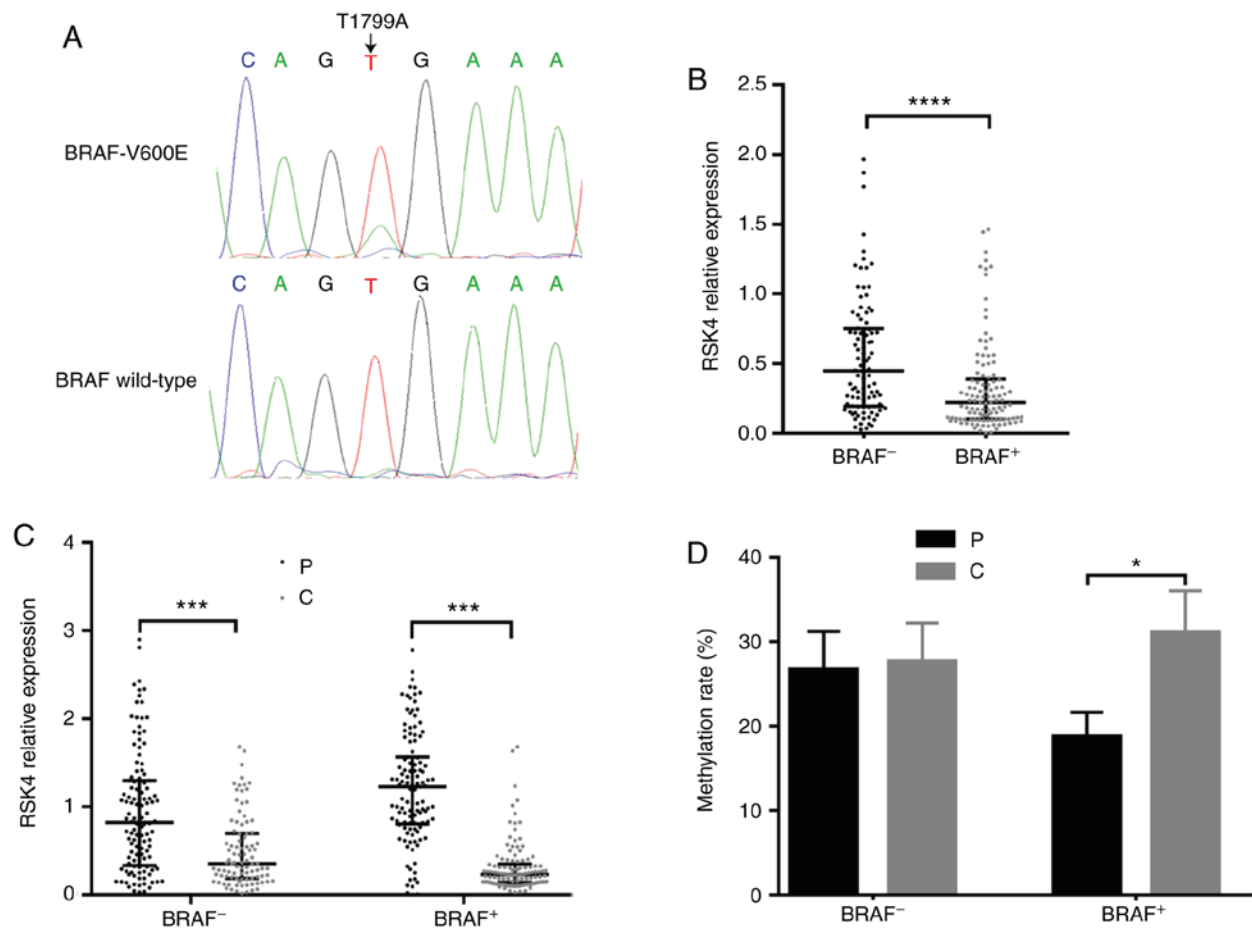 A
T1799A
C A G T G A A A
BRAF-V600E
C A G T G A A A
BRAF wild-type
B
2.5
2.0
1.5
1.0
0.5
0.0
RSK4 relative expression
****
BRAF⁻ BRAF⁺
C
4
3
2
1
0
RSK4 relative expression
P
C
***
***
BRAF⁻ BRAF⁺
D
P
C
40
30
20
10
0
Methylation rate (%)
*
BRAF⁻ BRAF⁺